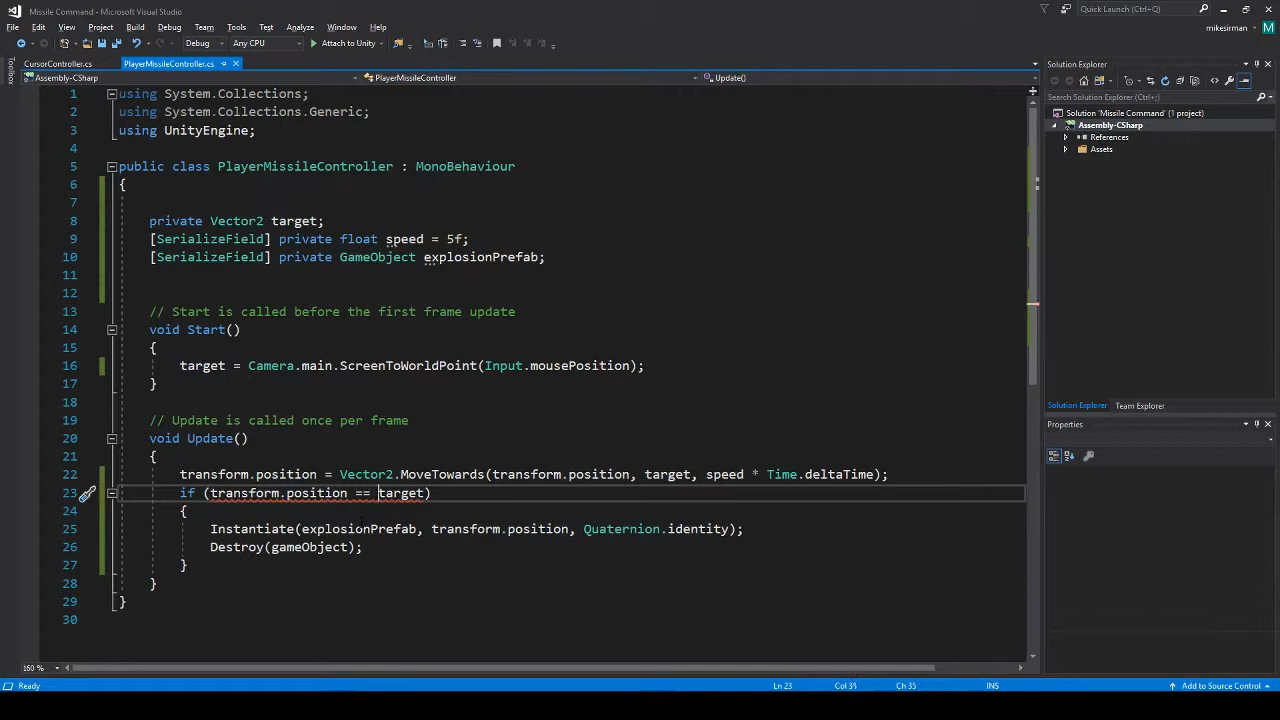 Missile Command - Microsoft Visual Studio
Quick Launch (Ctrl+Q)
File Edit View Project Build Debug Team Tools Test Analyze Window Help
mikesirman
M
Debug Any CPU Attach to Unity
CursorController.cs PlayerMissileController.cs
Toolbox
Assembly-CSharp PlayerMissileController Update()
1 using System.Collections;
2 using System.Collections.Generic;
3 using UnityEngine;
4
5 public class PlayerMissileController : MonoBehaviour
6 {
7
8 private Vector2 target;
9 [SerializeField] private float speed = 5f;
10 [SerializeField] private GameObject explosionPrefab;
11
12
13 // Start is called before the first frame update
14 void Start()
15 {
16 target = Camera.main.ScreenToWorldPoint(Input.mousePosition);
17 }
18
19 // Update is called once per frame
20 void Update()
21 {
22 transform.position = Vector2.MoveTowards(transform.position, target, speed * Time.deltaTime);
23 if (transform.position == target)
24 {
25 Instantiate(explosionPrefab, transform.position, Quaternion.identity);
26 Destroy(gameObject);
27 }
28 }
29 }
30
160 %
Solution Explorer
Search Solution Explorer (Ctrl+;)
Solution 'Missile Command' (1 project)
Assembly-CSharp
References
Assets
Solution Explorer Team Explorer
Properties
Ready Ln 23 Col 35 Ch 35 INS Add to Source Control